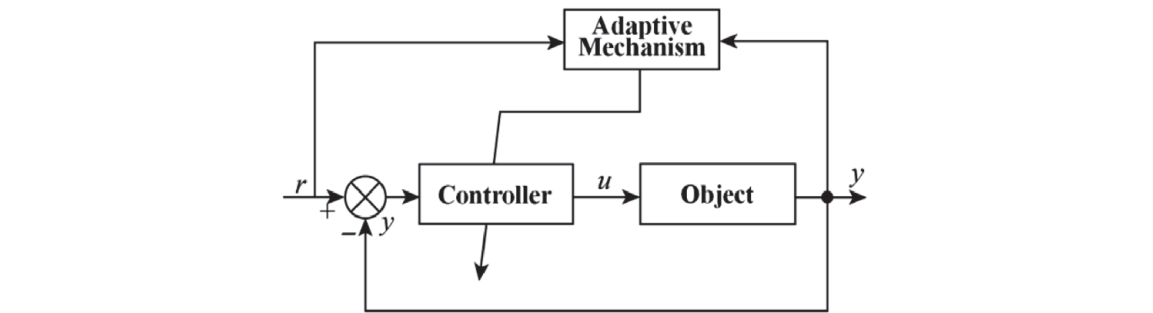 Adaptive
Mechanism
r
+
−
y
Controller
u
Object
y